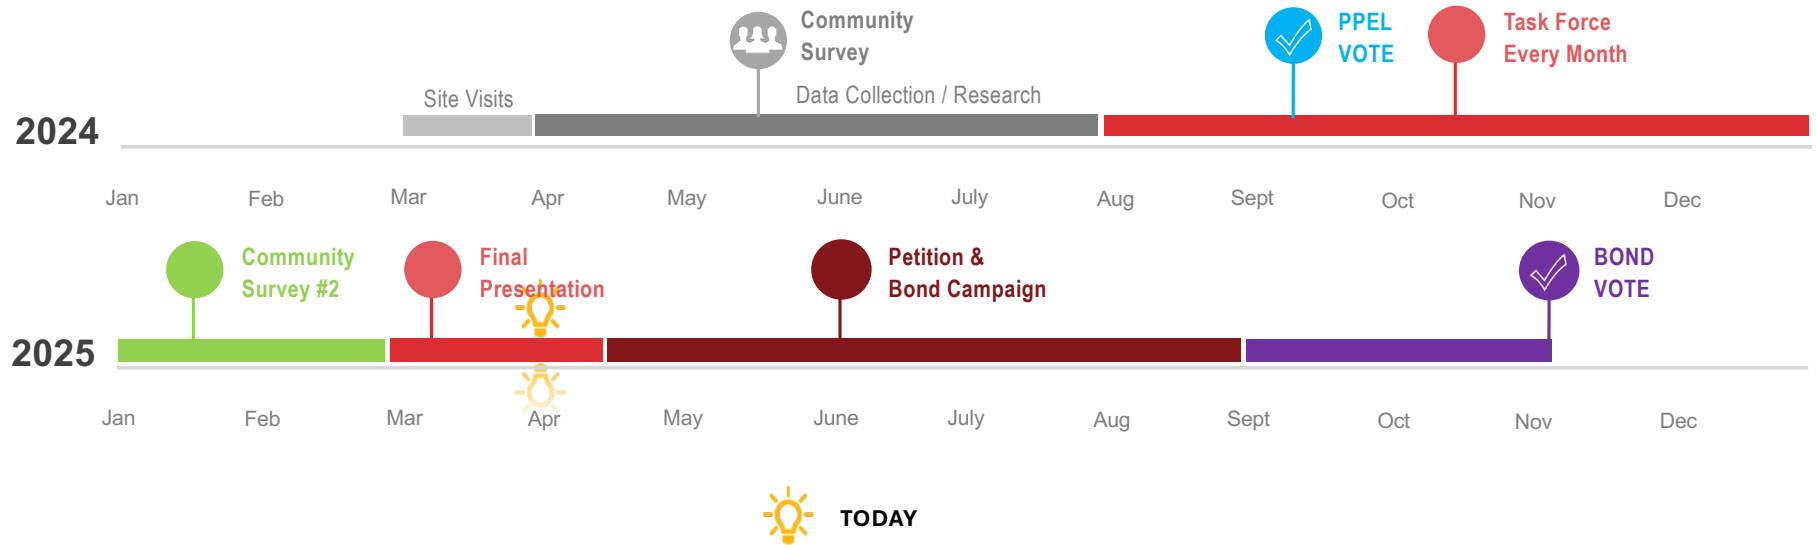 Community
Survey
PPEL
VOTE
Task Force
Every Month
Site Visits
Data Collection / Research
2024
Jan Feb Mar Apr May June July Aug Sept Oct Nov Dec
Community
Survey #2
Final
Presentation
Petition &
Bond Campaign
BOND
VOTE
2025
Jan Feb Mar Apr May June July Aug Sept Oct Nov Dec
TODAY